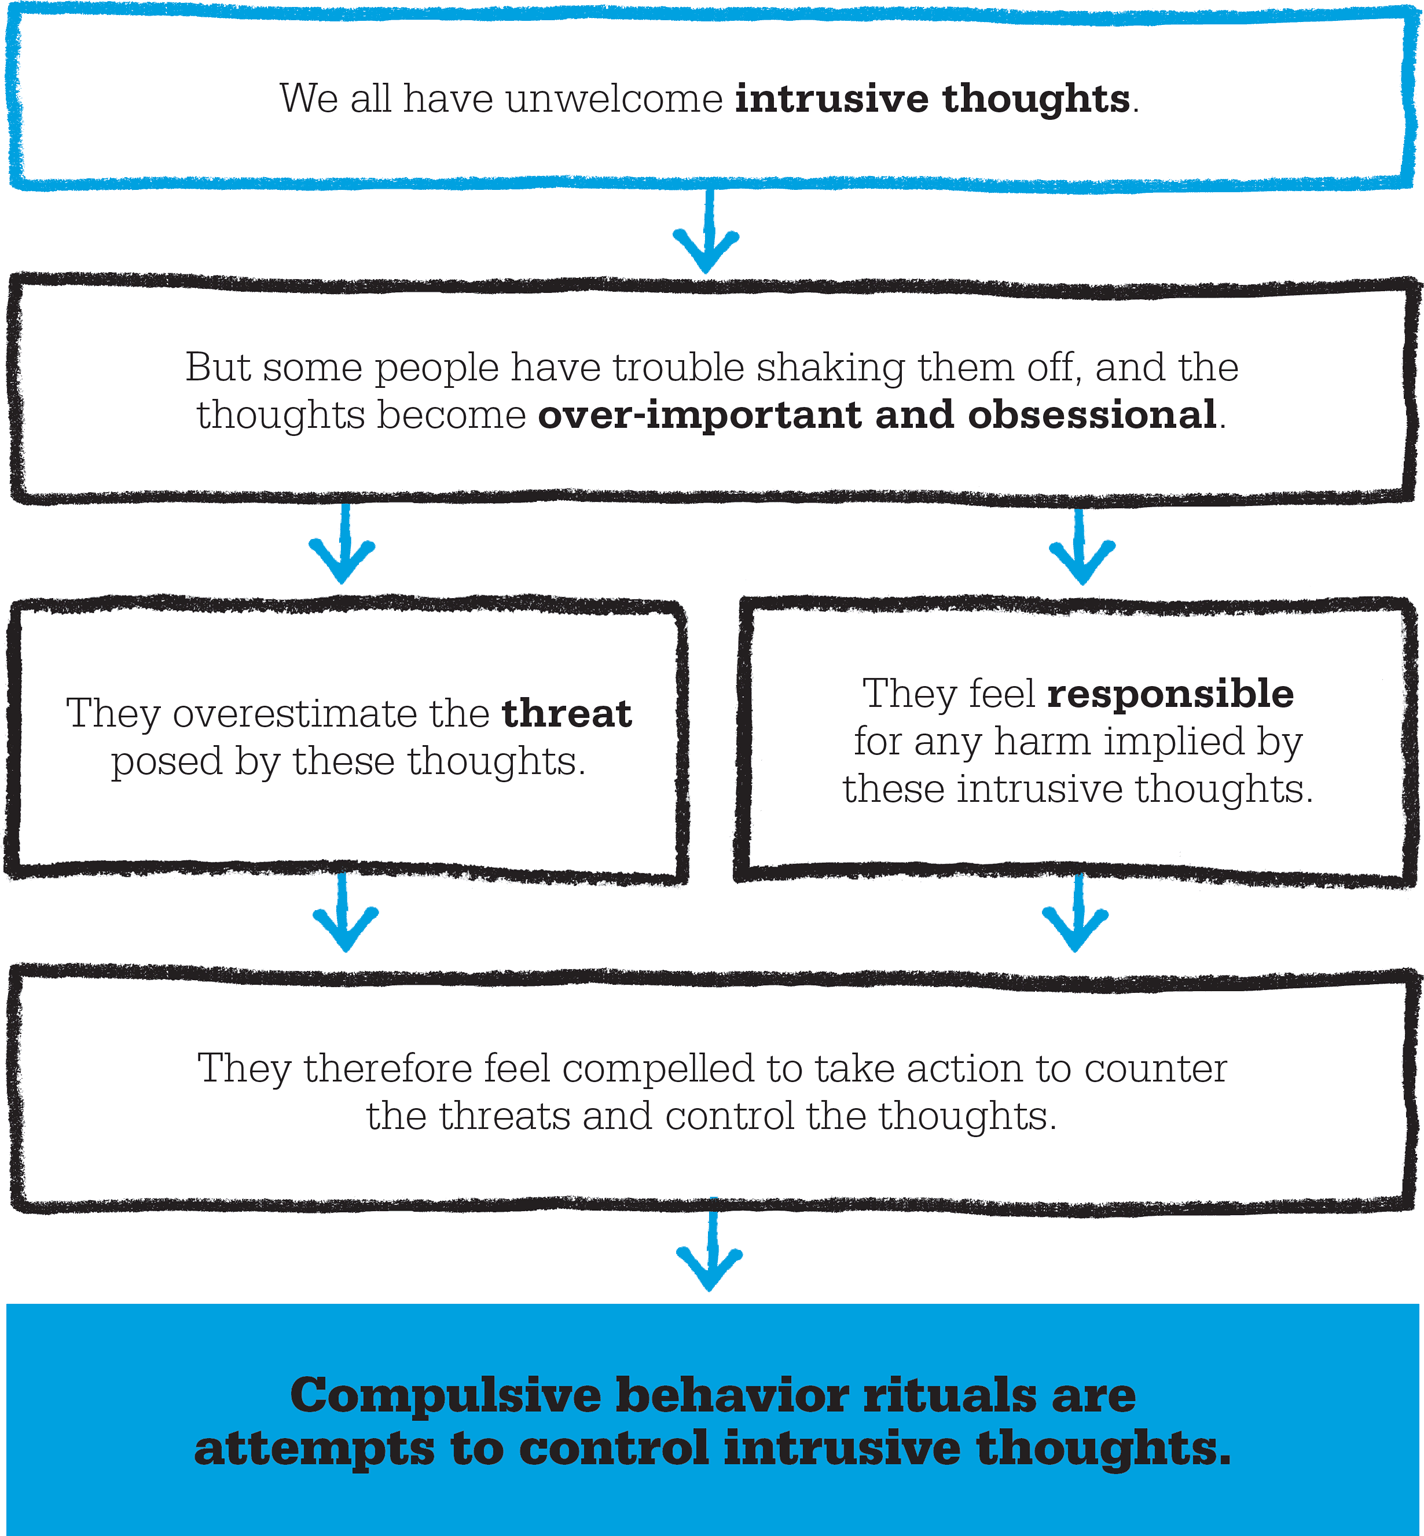 We all have unwelcome intrusive thoughts.
But some people have trouble shaking them off, and the
thoughts become over-important and obsessional.
They overestimate the threat
posed by these thoughts.
They feel responsible
for any harm implied by
these intrusive thoughts.
They therefore feel compelled to take action to counter
the threats and control the thoughts.
Compulsive behavior rituals are
attempts to control intrusive thoughts.